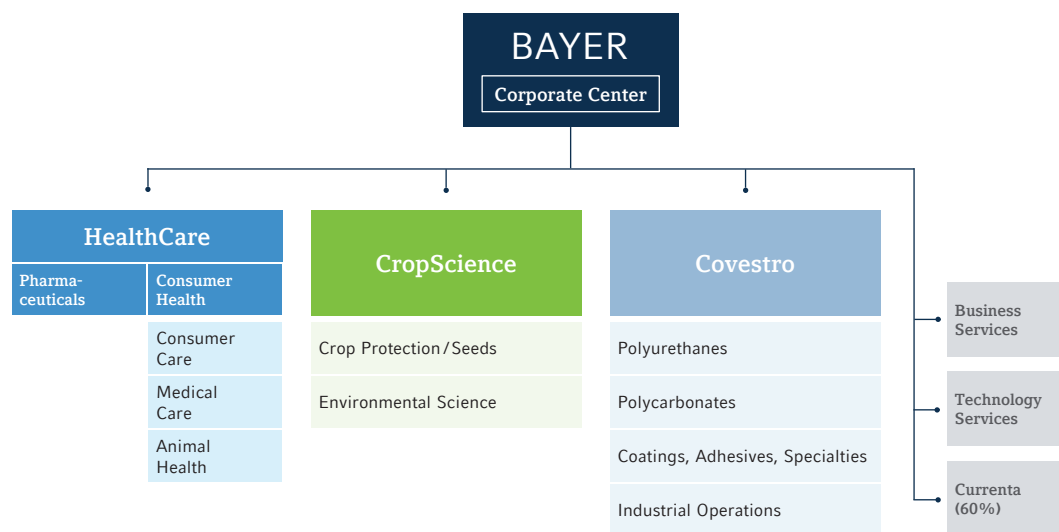 BAYER
Corporate Center
HealthCare
Pharma-
ceuticals
Consumer
Health
Consumer
Care
Medical
Care
Animal
Health
CropScience
Crop Protection/Seeds
Environmental Science
Covestro
Polyurethanes
Polycarbonates
Coatings, Adhesives, Specialties
Industrial Operations
Business
Services
Technology
Services
Currenta
(60%)